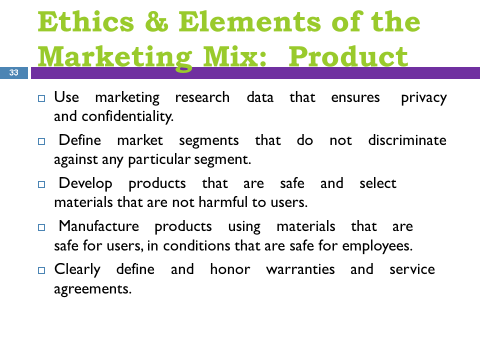 Ethics & Elements of the
Marketing Mix: Product
33
Use marketing research data that ensures privacy
and confidentiality.
Define market segments that do not discriminate
against any particular segment.
Develop products that are safe and select
materials that are not harmful to users.
Manufacture products using materials that are
safe for users, in conditions that are safe for employees.
Clearly define and honor warranties and service
agreements.